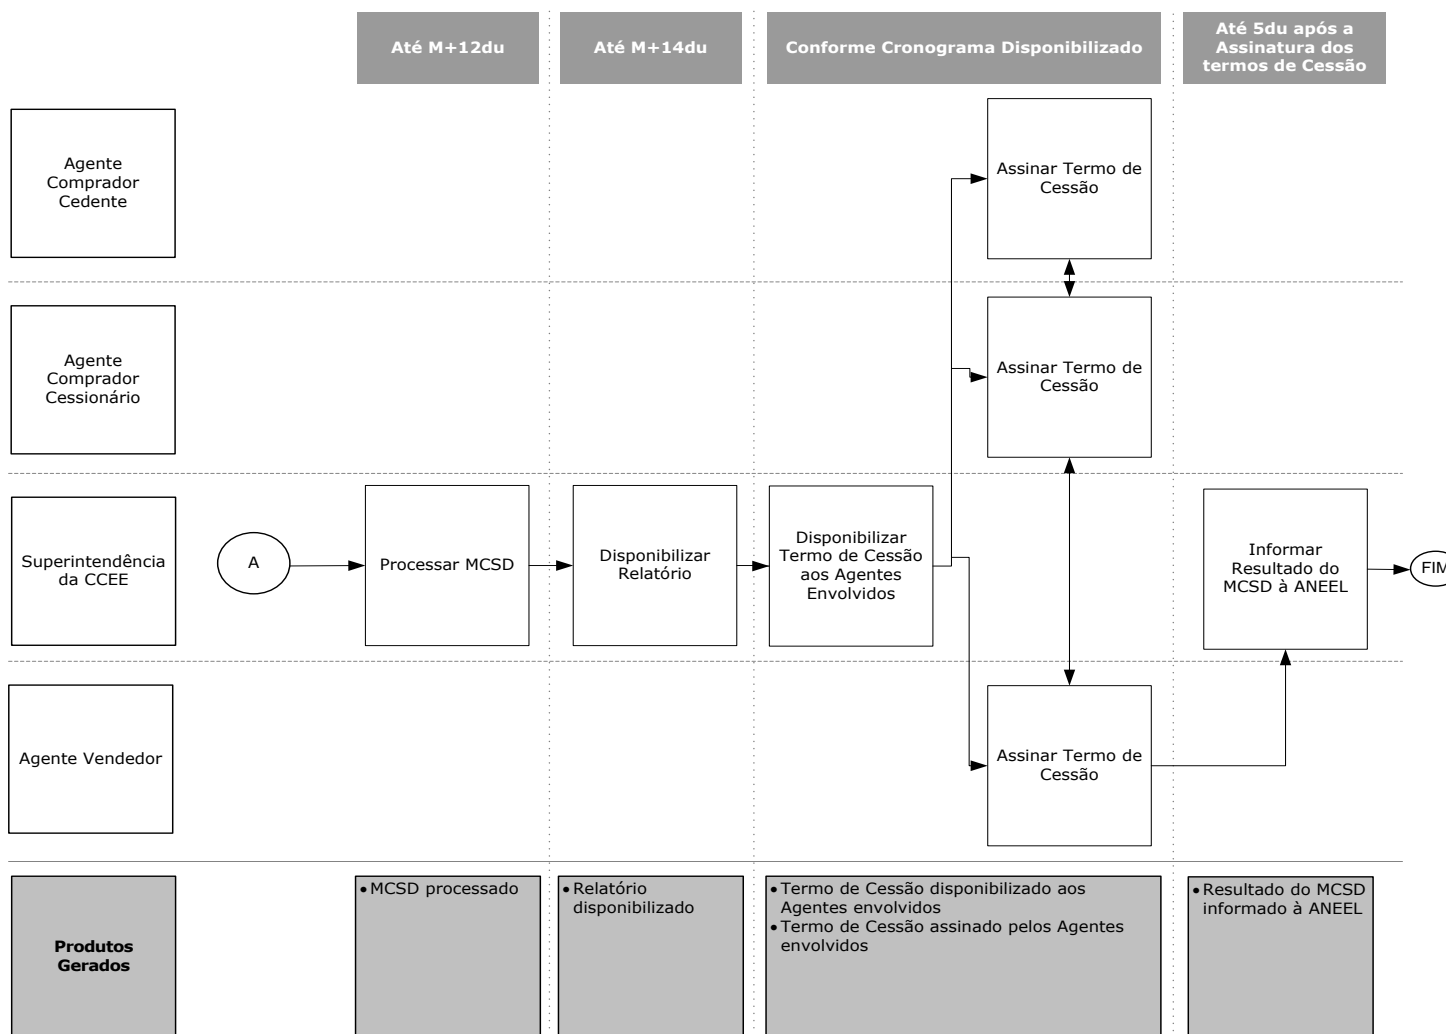 Até M+12du
Até M+14du
Conforme Cronograma Disponibilizado
Até 5du após a
Assinatura dos
termos de Cessão
Agente
Comprador
Cedente
Assinar Termo de
Cessão
Agente
Comprador
Cessionário
Assinar Termo de
Cessão
Superintendência
da CCEE
A
Processar MCSD
Disponibilizar
Relatório
Disponibilizar
Termo de Cessão
aos Agentes
Envolvidos
Informar
Resultado do
MCSD à ANEEL
FIM
Agente Vendedor
Assinar Termo de
Cessão
Produtos
Gerados
• MCSD processado
• Relatório
disponibilizado
• Termo de Cessão disponibilizado aos
Agentes envolvidos
• Termo de Cessão assinado pelos Agentes
envolvidos
• Resultado do MCSD
informado à ANEEL